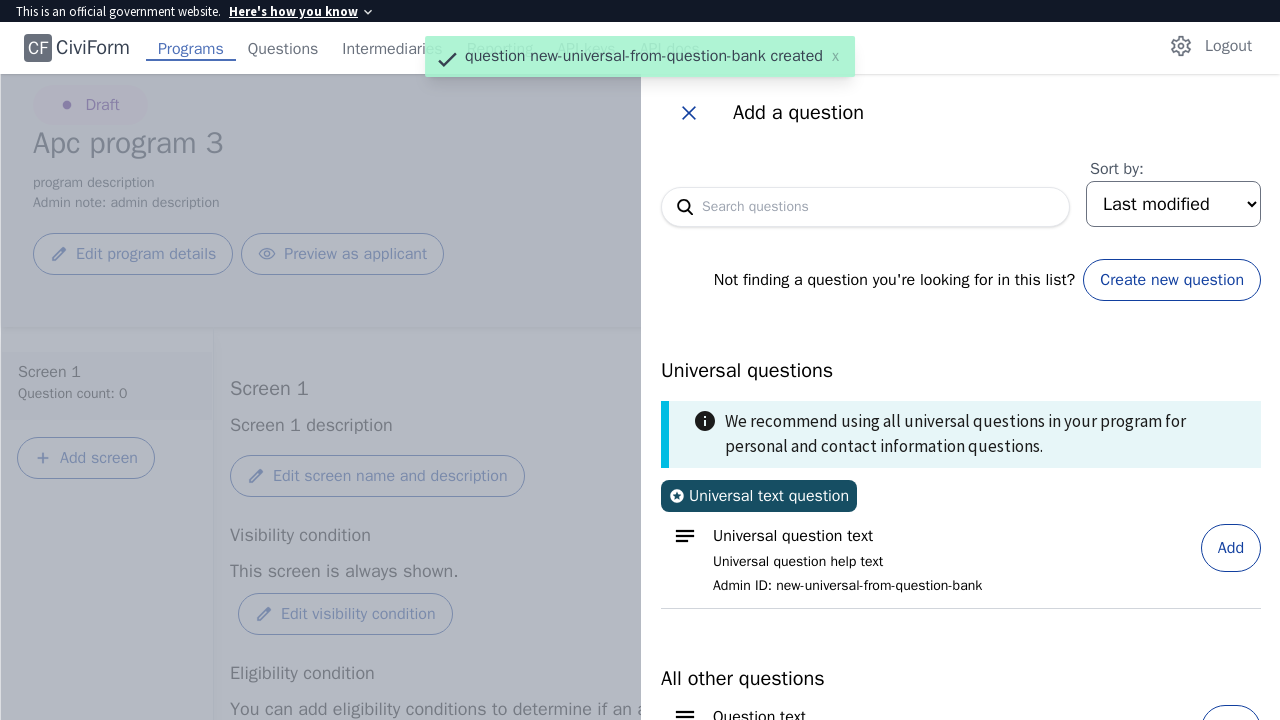 This is an official government website. Here's how you know
CF CiviForm Programs Questions Intermediaries Reporting API keys API docs Logout
question new-universal-from-question-bank created x
Draft
Apc program 3
program description
Admin note: admin description
Edit program details Preview as applicant
Screen 1
Question count: 0
Add screen
Screen 1
Screen 1 description
Edit screen name and description
Visibility condition
This screen is always shown.
Edit visibility condition
Eligibility condition
You can add eligibility conditions to determine if an
Add a question
Sort by:
Search questions
Last modified
Not finding a question you're looking for in this list? Create new question
Universal questions
We recommend using all universal questions in your program for
personal and contact information questions.
Universal text question
Universal question text
Universal question help text
Admin ID: new-universal-from-question-bank
Add
All other questions
Question text